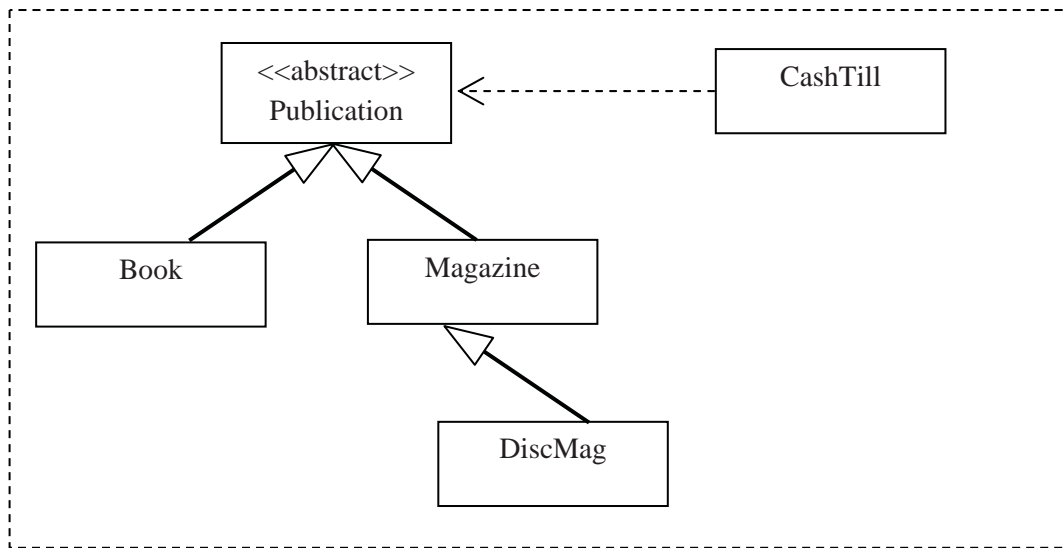 <<abstract>>
Publication
CashTill
Book
Magazine
DiscMag